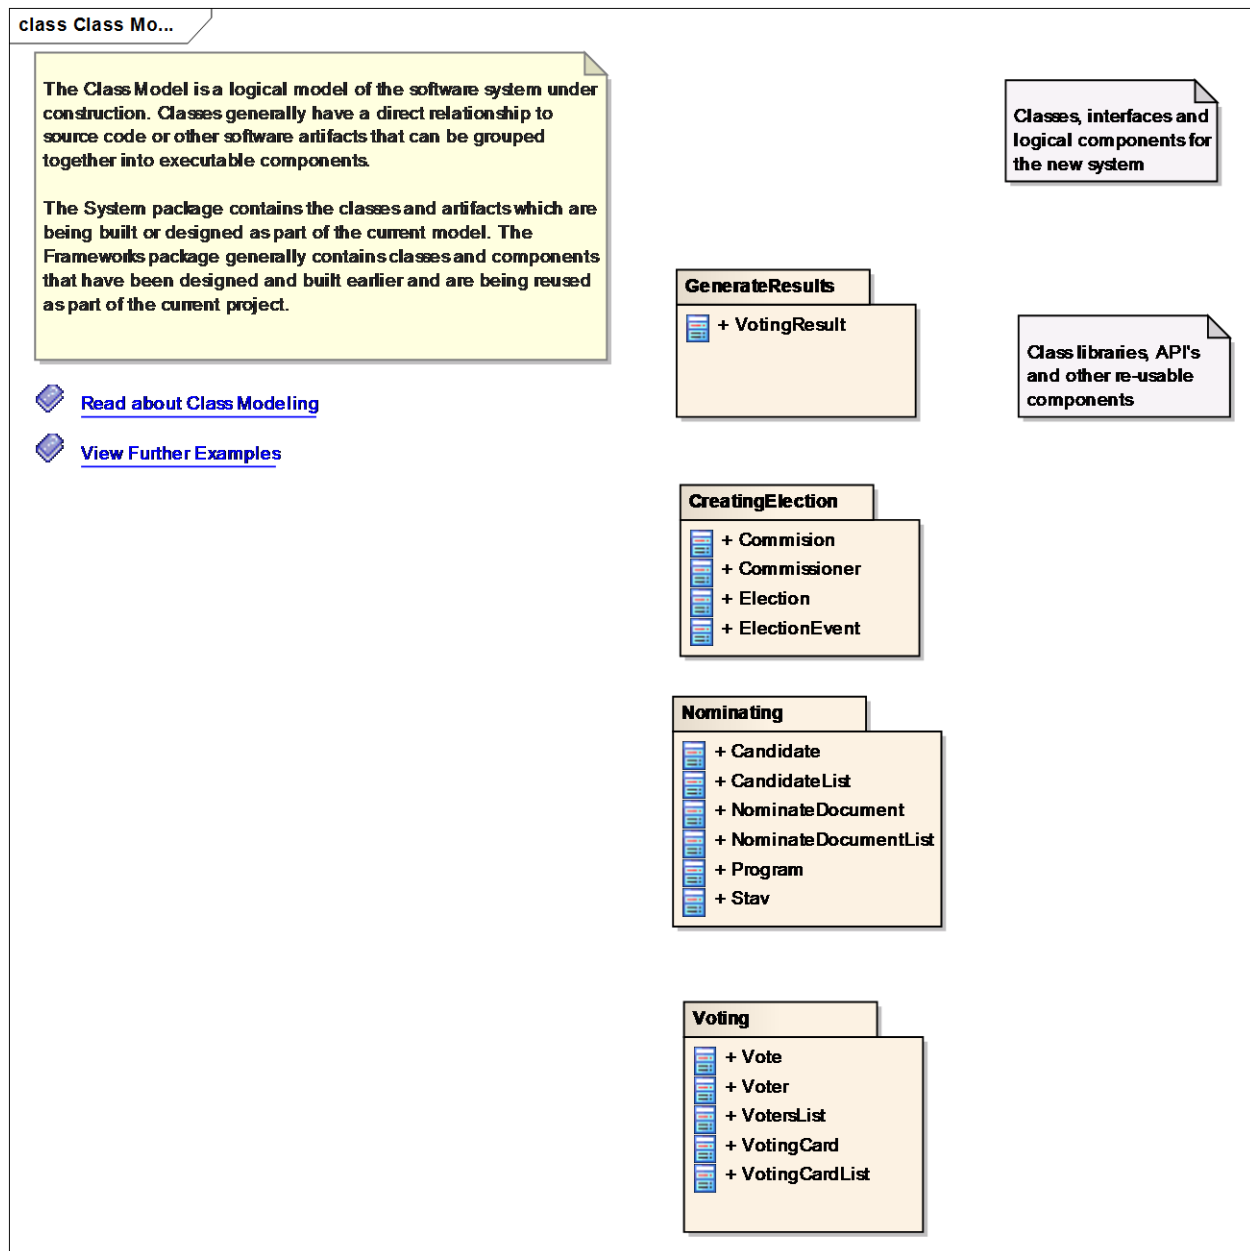 class Class Mo...
The Class Model is a logical model of the software system under
construction. Classes generally have a direct relationship to
source code or other software artifacts that can be grouped
together into executable components.
The System package contains the classes and artifacts which are
being built or designed as part of the current model. The
Frameworks package generally contains classes and components
that have been designed and built earlier and are being reused
as part of the current project.
Read about Class Modeling
View Further Examples
Classes, interfaces and
logical components for
the new system
GenerateResults
+ VotingResult
Class libraries, API's
and other re-usable
components
CreatingElection
+ Commision
+ Commissioner
+ Election
+ ElectionEvent
Nominating
+ Candidate
+ CandidateList
+ NominateDocument
+ NominateDocumentList
+ Program
+ Stav
Voting
+ Vote
+ Voter
+ VotersList
+ VotingCard
+ VotingCardList